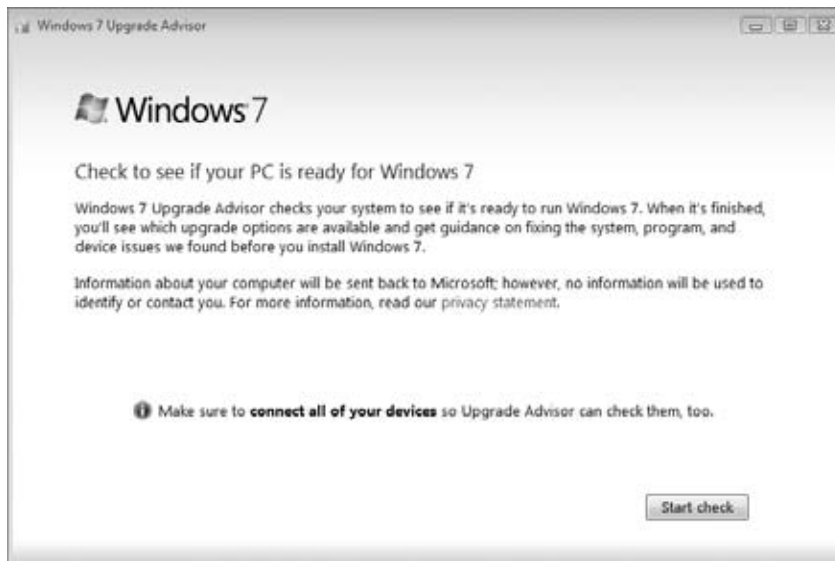 Windows 7 Upgrade Advisor
Windows 7
Check to see if your PC is ready for Windows 7
Windows 7 Upgrade Advisor checks your system to see if it's ready to run Windows 7. When it's finished,
you'll see which upgrade options are available and get guidance on fixing the system, program, and
device issues we found before you install Windows 7.
Information about your computer will be sent back to Microsoft; however, no information will be used to
identify or contact you. For more information, read our privacy statement.
Make sure to connect all of your devices so Upgrade Advisor can check them, too.
Start check